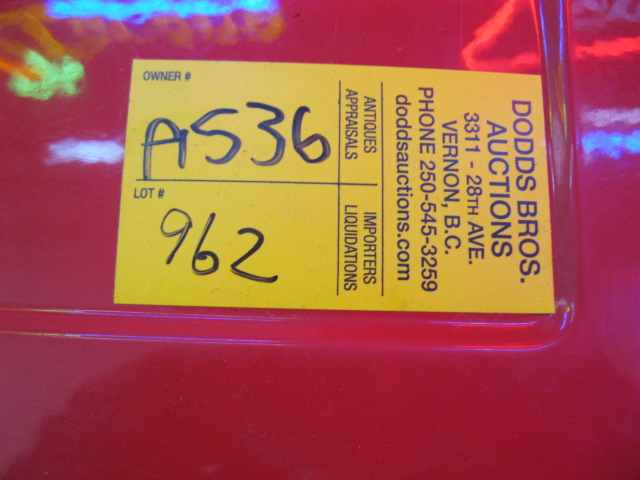 OWNER #
A536
LOT #
962
DODDS BROS.
AUCTIONS
3311 - 28TH AVE.
VERNON, B.C.
PHONE 250-545-3259
doddsauctions.com
ANTIQUES IMPORTERS
APPRAISALS LIQUIDATIONS